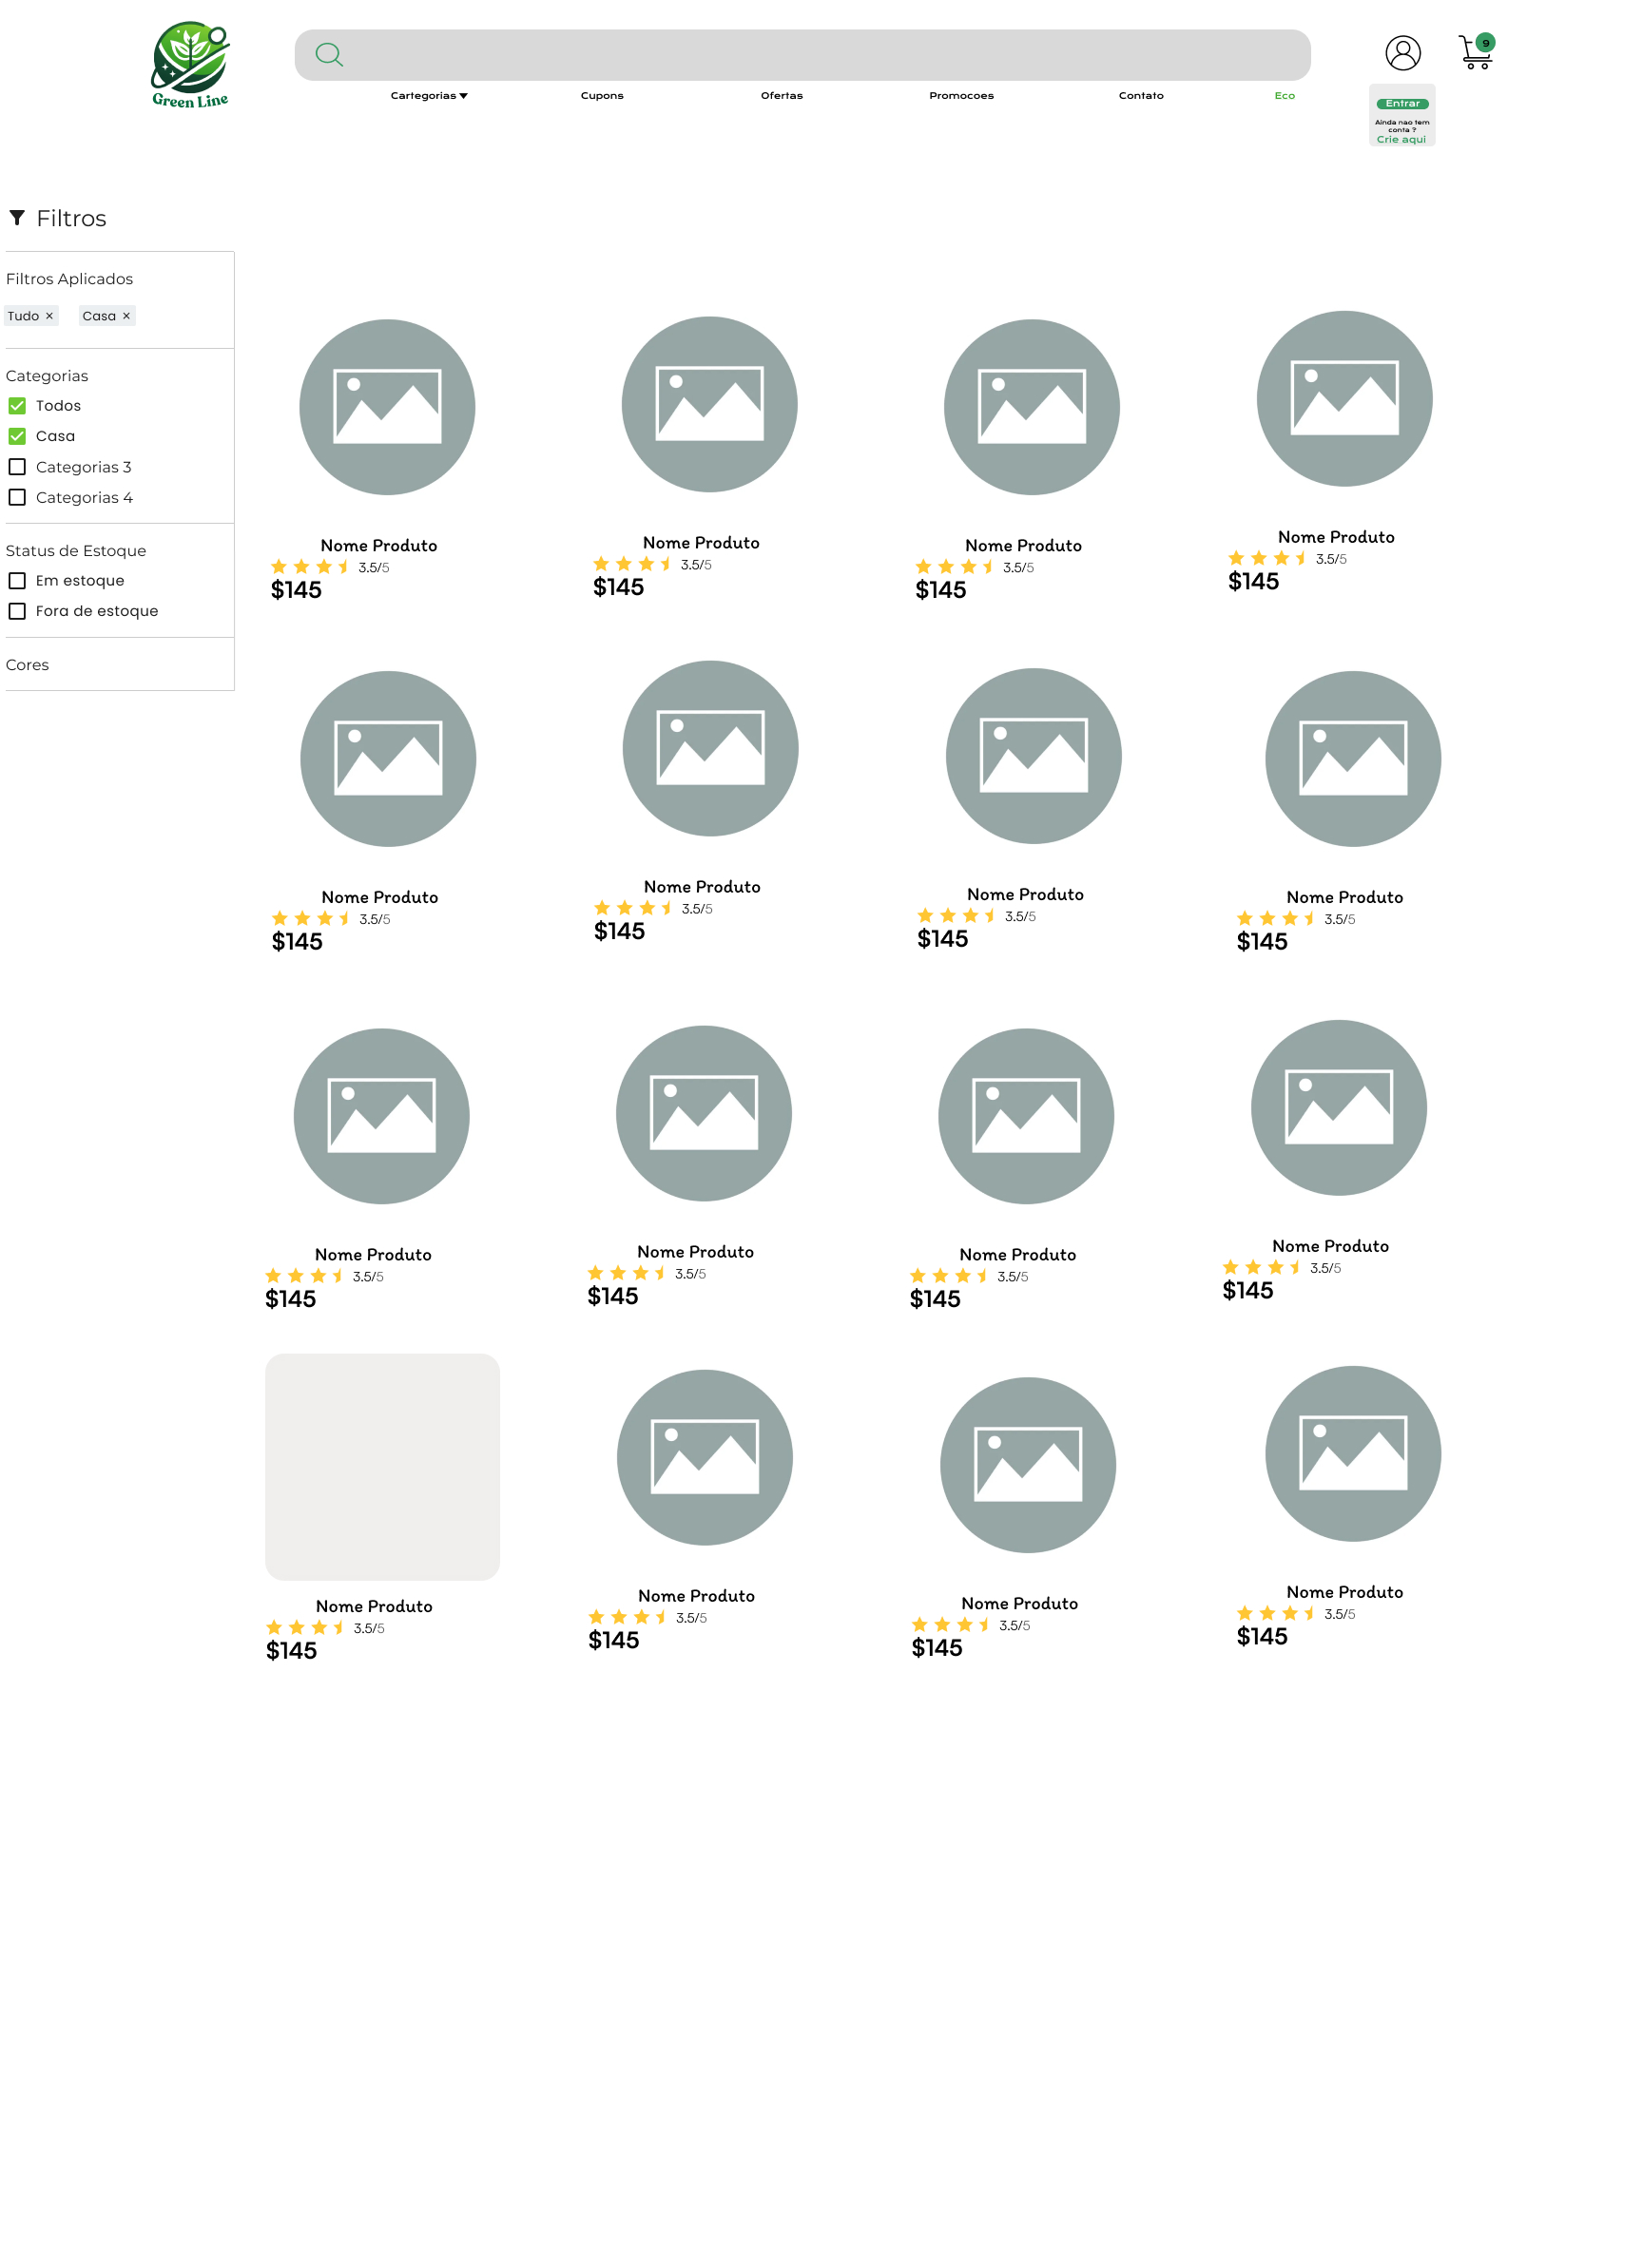 Green Line
9
Cartegorias Cupons Ofertas Promocoes Contato Eco
Entrar
Ainda nao tem
conta ?
Crie aqui
Filtros
Filtros Aplicados
Tudo × Casa ×
Categorias
Todos
Casa
Categorias 3
Categorias 4
Status de Estoque
Em estoque
Fora de estoque
Cores
Nome Produto
3.5/5
$145
Nome Produto
3.5/5
$145
Nome Produto
3.5/5
$145
Nome Produto
3.5/5
$145
Nome Produto
3.5/5
$145
Nome Produto
3.5/5
$145
Nome Produto
3.5/5
$145
Nome Produto
3.5/5
$145
Nome Produto
3.5/5
$145
Nome Produto
3.5/5
$145
Nome Produto
3.5/5
$145
Nome Produto
3.5/5
$145
Nome Produto
3.5/5
$145
Nome Produto
3.5/5
$145
Nome Produto
3.5/5
$145
Nome Produto
3.5/5
$145